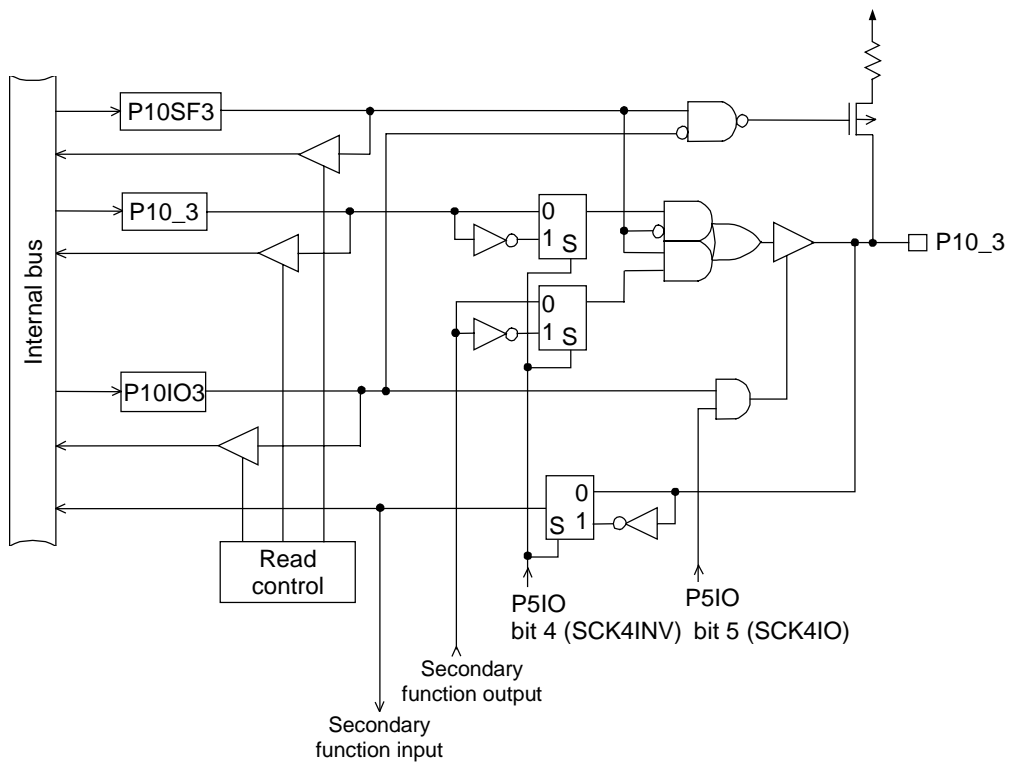 P10SF3
P10_3
0
1
S
P10_3
0
1
S
Internal bus
P10IO3
0
S
1
Read
control
P5IO
bit 4 (SCK4INV)
P5IO
bit 5 (SCK4IO)
Secondary
function output
Secondary
function input